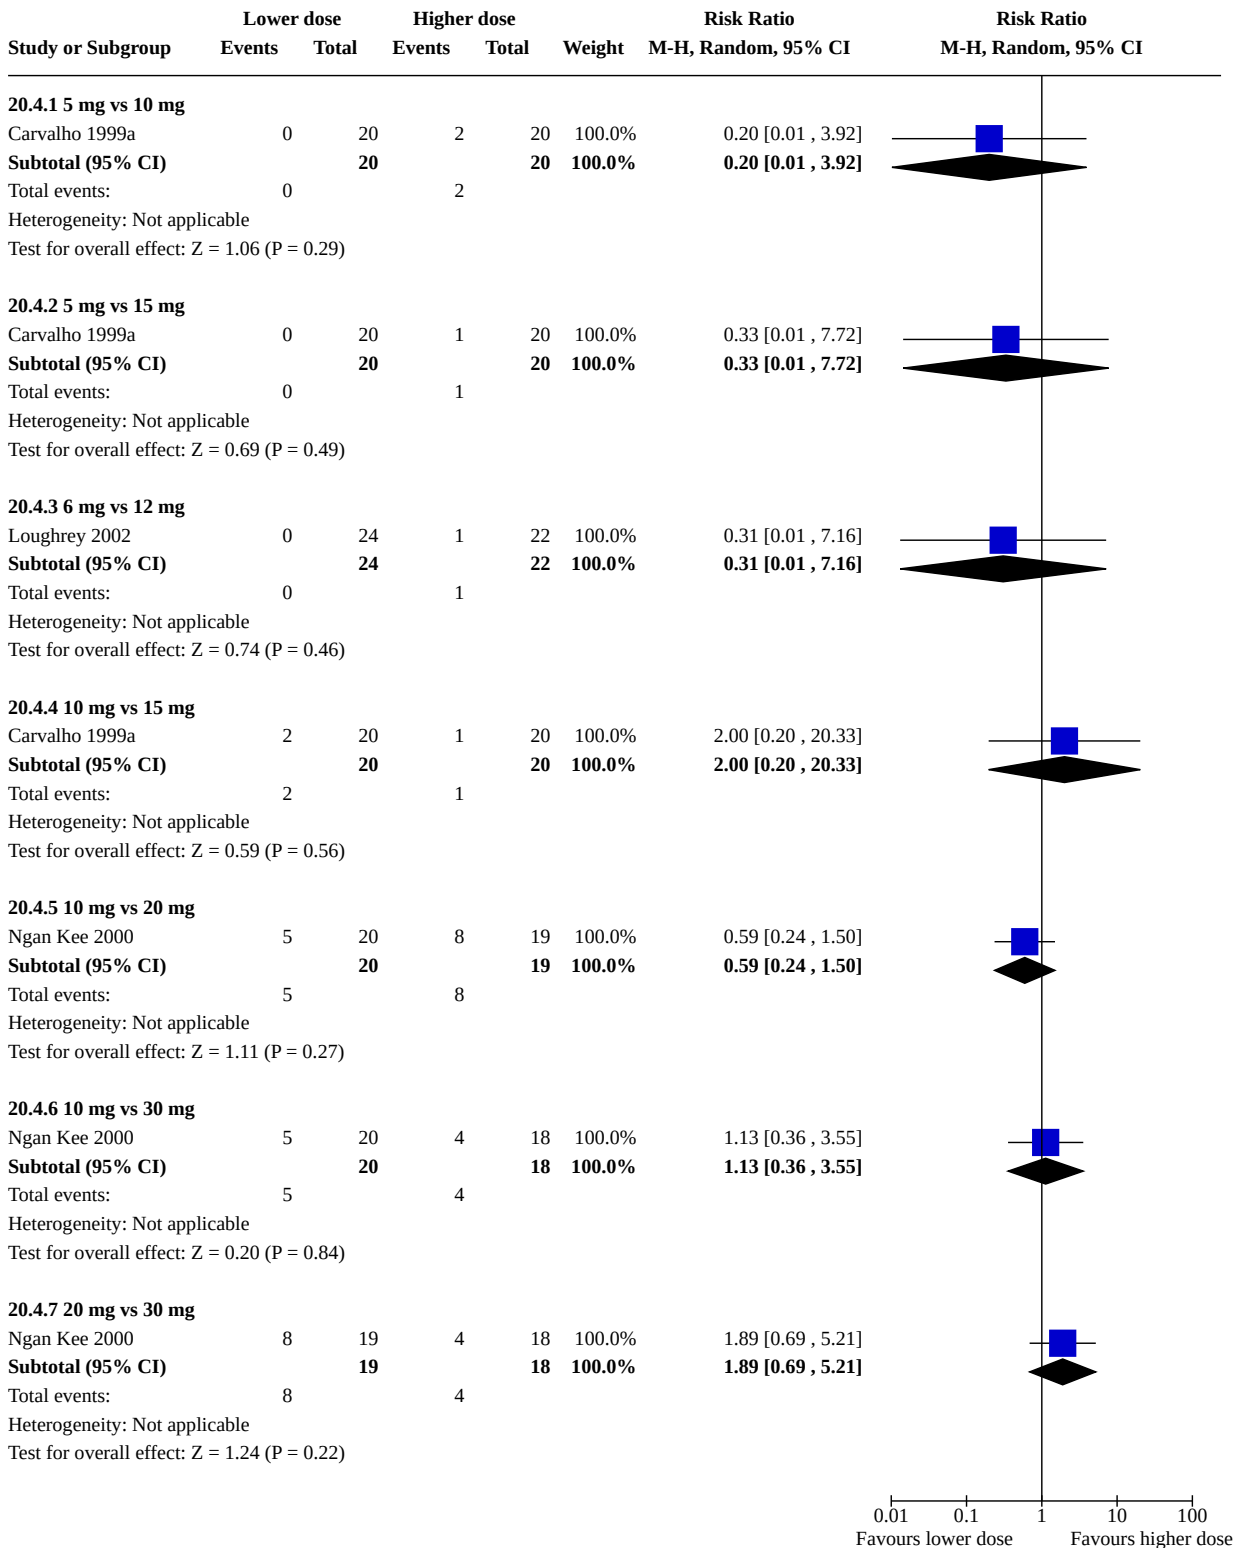 Lower dose Higher dose Risk Ratio Risk Ratio
Study or Subgroup Events Total Events Total Weight M-H, Random, 95% CI M-H, Random, 95% CI
20.4.1 5 mg vs 10 mg
Carvalho 1999a 0 20 2 20 100.0% 0.20 [0.01 , 3.92]
Subtotal (95% CI) 20 20 100.0% 0.20 [0.01 , 3.92]
Total events: 0 2
Heterogeneity: Not applicable
Test for overall effect: Z = 1.06 (P = 0.29)
20.4.2 5 mg vs 15 mg
Carvalho 1999a 0 20 1 20 100.0% 0.33 [0.01 , 7.72]
Subtotal (95% CI) 20 20 100.0% 0.33 [0.01 , 7.72]
Total events: 0 1
Heterogeneity: Not applicable
Test for overall effect: Z = 0.69 (P = 0.49)
20.4.3 6 mg vs 12 mg
Loughrey 2002 0 24 1 22 100.0% 0.31 [0.01 , 7.16]
Subtotal (95% CI) 24 22 100.0% 0.31 [0.01 , 7.16]
Total events: 0 1
Heterogeneity: Not applicable
Test for overall effect: Z = 0.74 (P = 0.46)
20.4.4 10 mg vs 15 mg
Carvalho 1999a 2 20 1 20 100.0% 2.00 [0.20 , 20.33]
Subtotal (95% CI) 20 20 100.0% 2.00 [0.20 , 20.33]
Total events: 2 1
Heterogeneity: Not applicable
Test for overall effect: Z = 0.59 (P = 0.56)
20.4.5 10 mg vs 20 mg
Ngan Kee 2000 5 20 8 19 100.0% 0.59 [0.24 , 1.50]
Subtotal (95% CI) 20 19 100.0% 0.59 [0.24 , 1.50]
Total events: 5 8
Heterogeneity: Not applicable
Test for overall effect: Z = 1.11 (P = 0.27)
20.4.6 10 mg vs 30 mg
Ngan Kee 2000 5 20 4 18 100.0% 1.13 [0.36 , 3.55]
Subtotal (95% CI) 20 18 100.0% 1.13 [0.36 , 3.55]
Total events: 5 4
Heterogeneity: Not applicable
Test for overall effect: Z = 0.20 (P = 0.84)
20.4.7 20 mg vs 30 mg
Ngan Kee 2000 8 19 4 18 100.0% 1.89 [0.69 , 5.21]
Subtotal (95% CI) 19 18 100.0% 1.89 [0.69 , 5.21]
Total events: 8 4
Heterogeneity: Not applicable
Test for overall effect: Z = 1.24 (P = 0.22)
0.01 0.1 1 10 100
Favours lower dose Favours higher dose